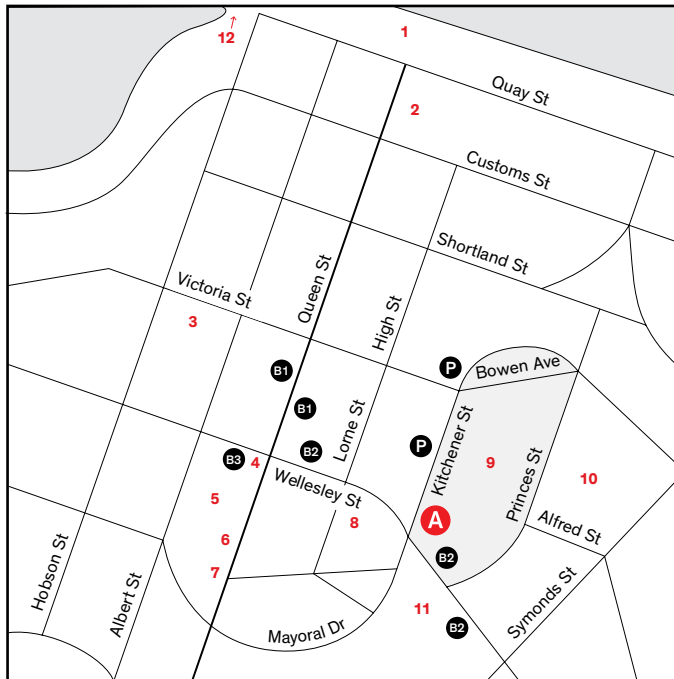 1
12
Quay St
2
Customs St
Shortland St
Victoria St
Queen St
3
High St
P
B1
Bowen Ave
B1
Lorne St
P
Kitchener St
B2
B3
4
9
Princes St
10
Wellesley St
5
8
A
Alfred St
6
B2
7
Hobson St
Albert St
Symonds St
11
B2
Mayoral Dr